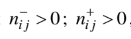 n⁻ᵢⱼ > 0 ; n⁺ᵢⱼ > 0,